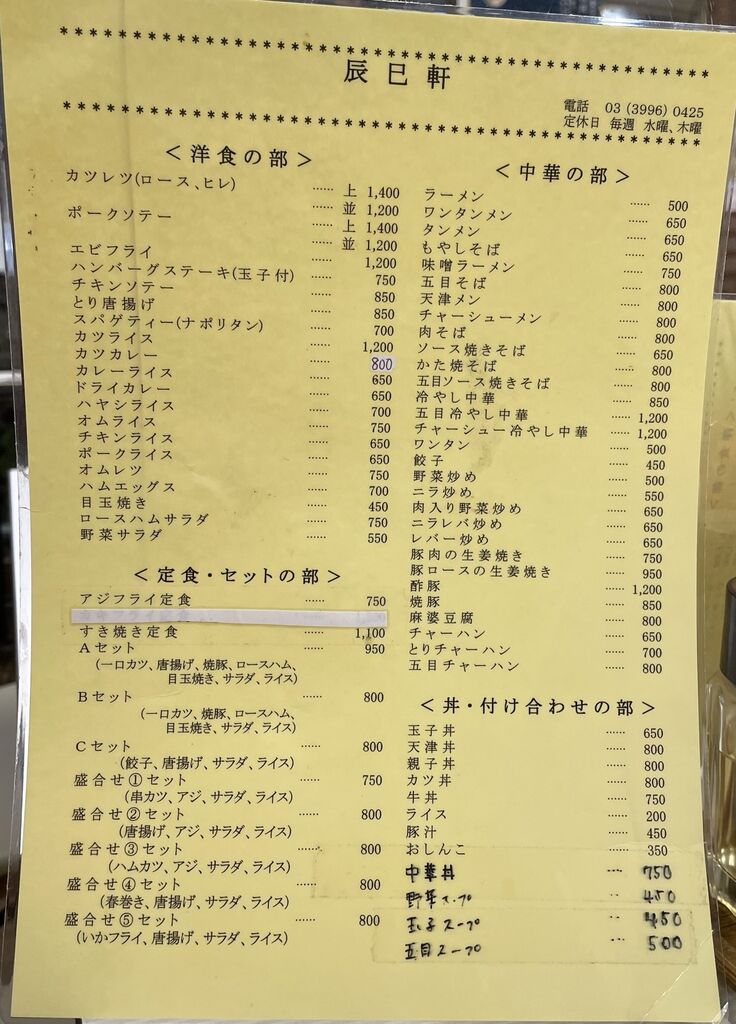 ************************************************
辰巳軒
電話 03 (3996) 0425
定休日 毎週 水曜、木曜
************************************************
＜洋食の部＞
カツレツ(ロース、ヒレ) …… 上 1,400
…… 並 1,200
ポークソテー …… 上 1,400
…… 並 1,200
エビフライ …… 1,200
ハンバーグステーキ(玉子付) …… 750
チキンソテー …… 850
とり唐揚げ …… 850
スパゲティー(ナポリタン) …… 700
カツライス …… 1,200
カツカレー …… 800
カレーライス …… 650
ドライカレー …… 650
ハヤシライス …… 700
オムライス …… 750
チキンライス …… 650
ポークライス …… 650
オムレツ …… 750
ハムエッグス …… 700
目玉焼き …… 450
ロースハムサラダ …… 750
野菜サラダ …… 550
＜定食・セットの部＞
アジフライ定食 …… 750
すき焼き定食 …… 1,100
Aセット …… 950
(一口カツ、唐揚げ、焼豚、ロースハム、
目玉焼き、サラダ、ライス)
Bセット …… 800
(一口カツ、焼豚、ロースハム、
目玉焼き、サラダ、ライス)
Cセット …… 800
(餃子、唐揚げ、サラダ、ライス)
盛合せ①セット …… 750
(串カツ、アジ、サラダ、ライス)
盛合せ②セット …… 800
(唐揚げ、アジ、サラダ、ライス)
盛合せ③セット …… 800
(ハムカツ、アジ、サラダ、ライス)
盛合せ④セット …… 800
(春巻き、唐揚げ、サラダ、ライス)
盛合せ⑤セット …… 800
(いかフライ、唐揚げ、サラダ、ライス)
＜中華の部＞
ラーメン …… 500
ワンタンメン …… 650
タンメン …… 650
もやしそば …… 650
味噌ラーメン …… 750
五目そば …… 800
天津メン …… 800
チャーシューメン …… 800
肉そば …… 800
ソース焼きそば …… 650
かた焼そば …… 800
五目ソース焼きそば …… 800
冷やし中華 …… 850
五目冷やし中華 …… 1,200
チャーシュー冷やし中華 …… 1,200
ワンタン …… 500
餃子 …… 450
野菜炒め …… 500
ニラ炒め …… 550
肉入り野菜炒め …… 650
ニラレバ炒め …… 650
レバー炒め …… 650
豚肉の生姜焼き …… 750
豚ロースの生姜焼き …… 950
酢豚 …… 1,200
焼豚 …… 850
麻婆豆腐 …… 650
チャーハン …… 650
とりチャーハン …… 700
五目チャーハン …… 800
＜丼・付け合わせの部＞
玉子丼 …… 650
天津丼 …… 800
親子丼 …… 800
カツ丼 …… 800
牛丼 …… 750
ライス …… 200
豚汁 …… 450
おしんこ …… 350
中華丼 … 750
野菜スープ … 450
玉子スープ … 450
五目スープ … 500